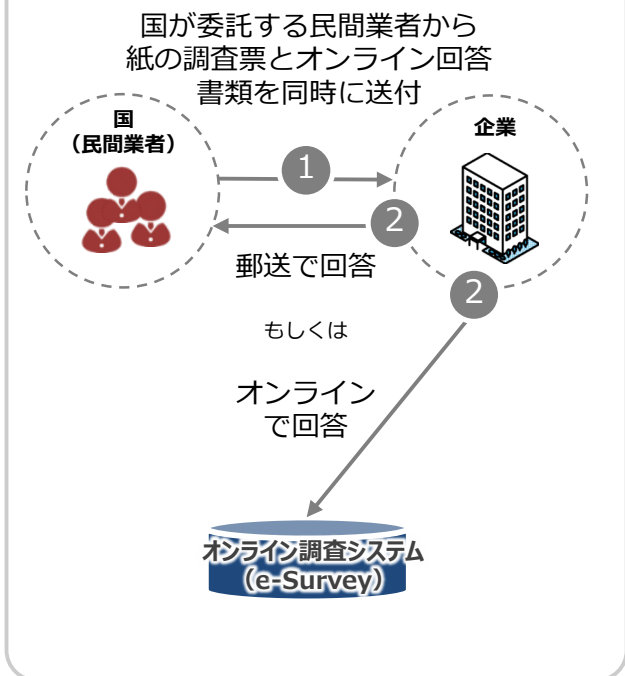 国が委託する民間業者から
紙の調査票とオンライン回答
書類を同時に送付
国
（民間業者）
企業
1
2
郵送で回答
2
もしくは
オンライン
で回答
オンライン調査システム
（e-Survey）